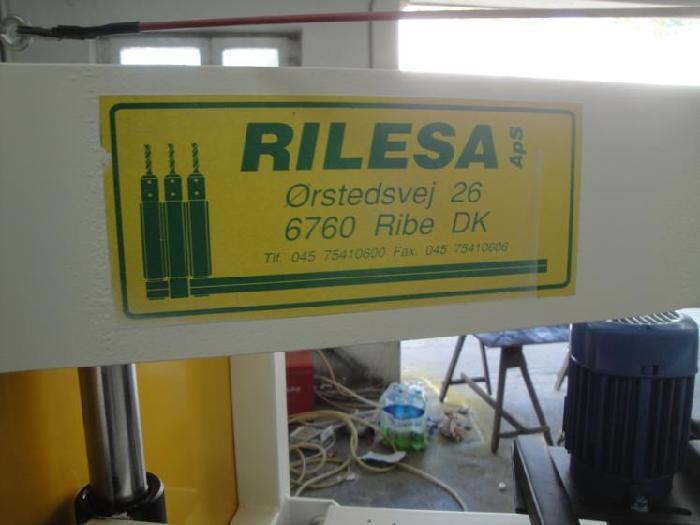 RILESA ApS
Ørstedsvej 26
6760 Ribe DK
Tlf. 045 75410600 Fax. 045 75410606